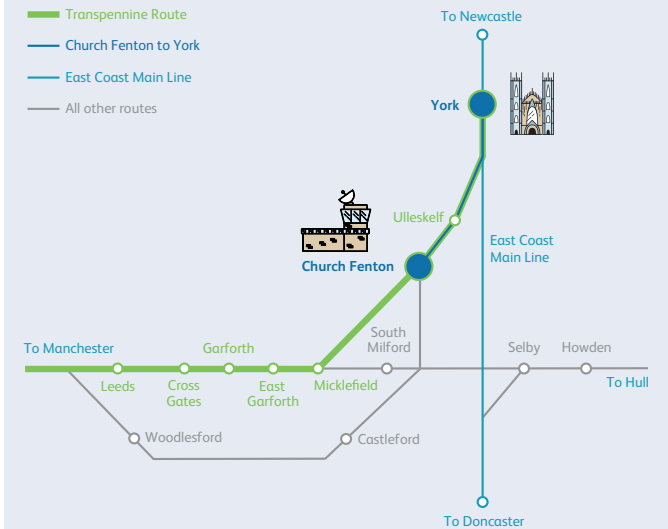 Transpennine Route
Church Fenton to York
East Coast Main Line
All other routes
To Newcastle
York
Ulleskelf
East Coast
Main Line
Church Fenton
To Manchester
Garforth
South
Milford
Selby
Howden
Leeds
Cross
Gates
East
Garforth
Micklefield
To Hull
Woodlesford
Castleford
To Doncaster